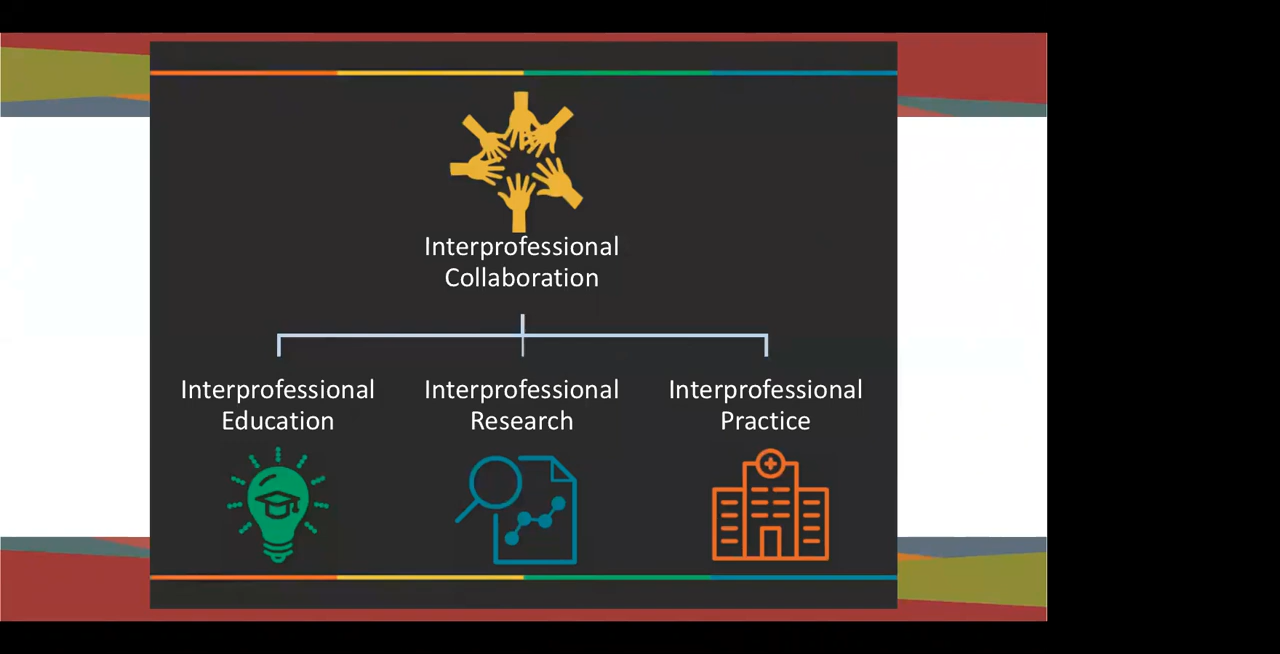 Interprofessional
Collaboration
Interprofessional
Education
Interprofessional
Research
Interprofessional
Practice